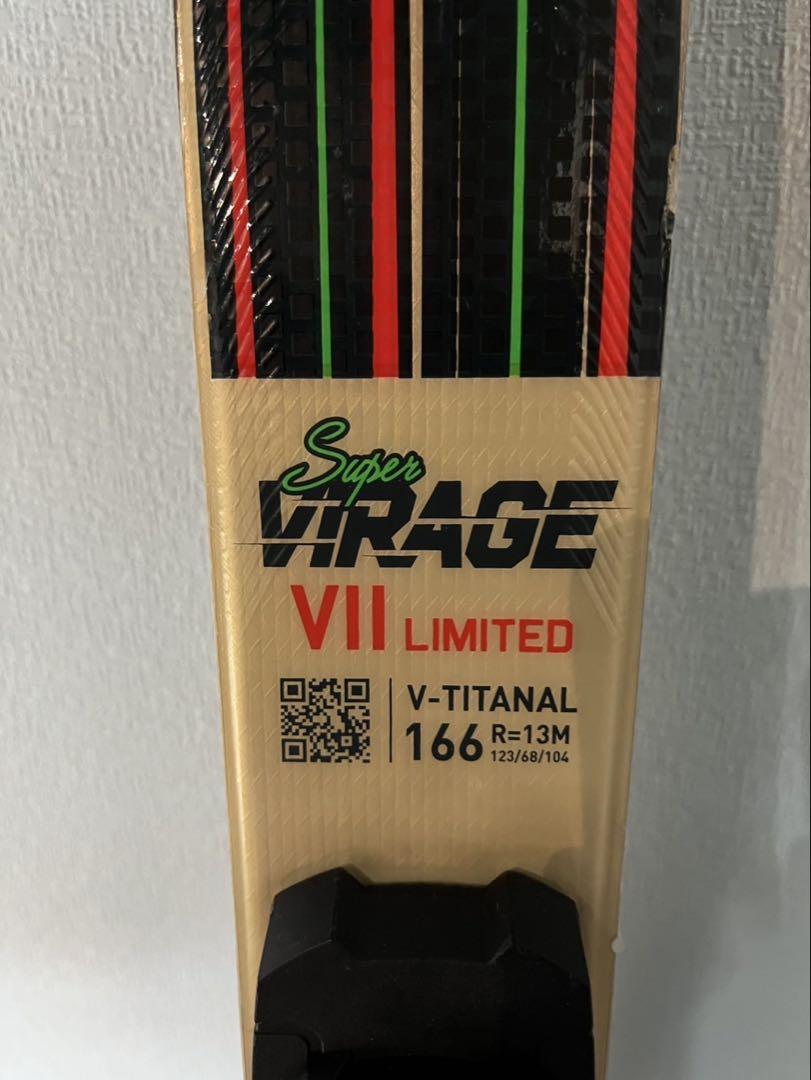 Super
VIRAGE
VII LIMITED
V-TITANAL
166 R=13M
123/68/104